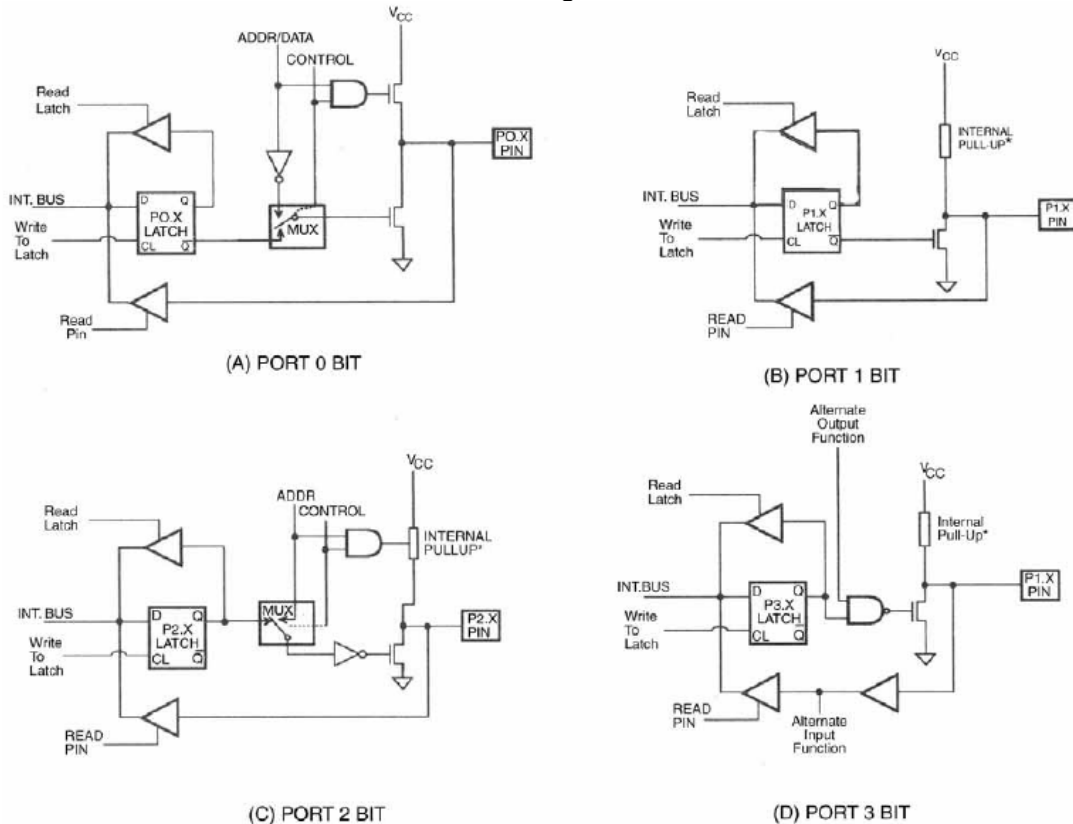 VCC
ADDR/DATA
CONTROL
Read
Latch
PO.X
PIN
INT. BUS
D Q
PO.X
LATCH
CL Q̅
MUX
Write
To
Latch
Read
Pin
(A) PORT 0 BIT
VCC
Read
Latch
INTERNAL
PULL-UP*
INT. BUS
D Q
P1.X
LATCH
CL Q̅
P1.X
PIN
Write
To
Latch
READ
PIN
(B) PORT 1 BIT
VCC
ADDR
CONTROL
Read
Latch
INTERNAL
PULLUP*
INT. BUS
D Q
P2.X
LATCH
CL Q̅
MUX
P2.X
PIN
Write
To
Latch
READ
PIN
(C) PORT 2 BIT
Alternate
Output
Function
VCC
Read
Latch
Internal
Pull-Up*
INT. BUS
D Q
P3.X
LATCH
CL Q̅
P1.X
PIN
Write
To
Latch
READ
PIN
Alternate
Input
Function
(D) PORT 3 BIT